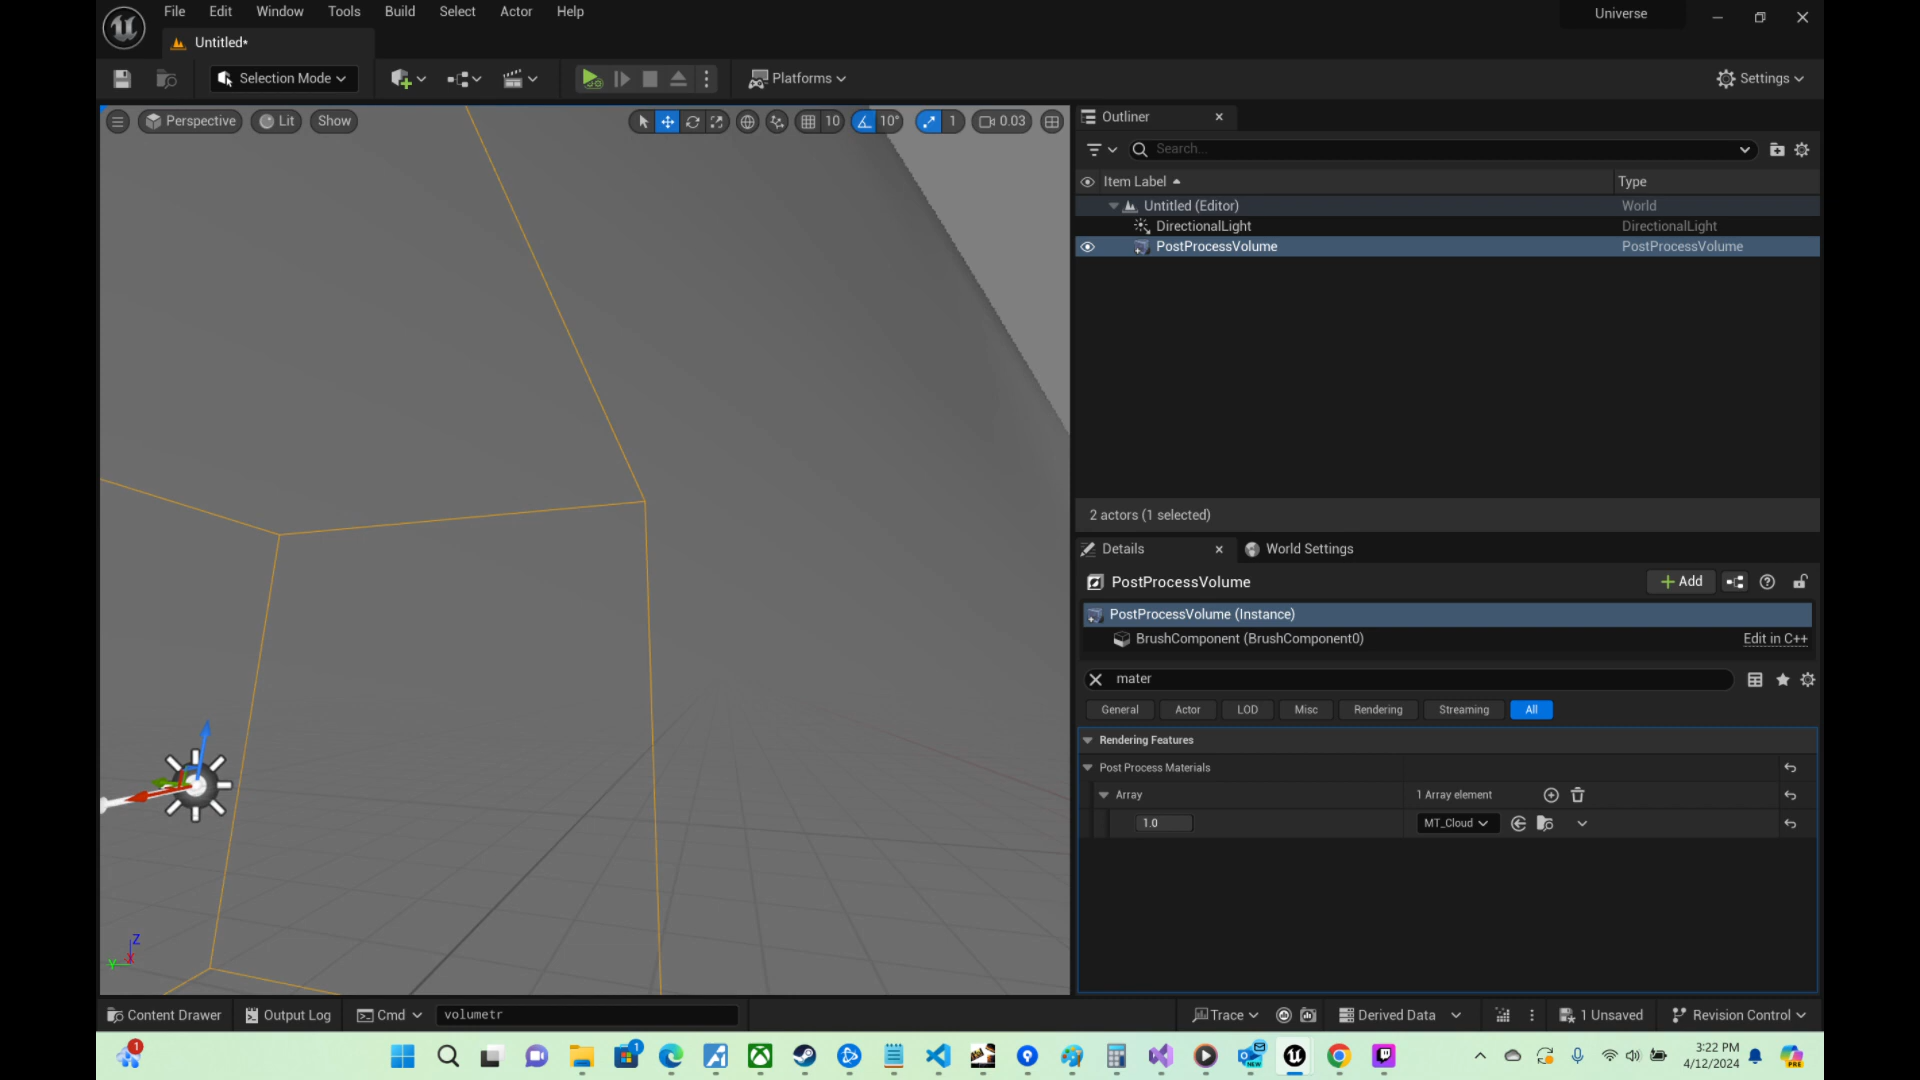 File Edit Window Tools Build Select Actor Help
Universe
Untitled*
Selection Mode
Platforms
Settings
Perspective Lit Show
10 10° 1 0.03
Outliner
Search...
Item Label Type
Untitled (Editor) World
DirectionalLight DirectionalLight
PostProcessVolume PostProcessVolume
2 actors (1 selected)
Details World Settings
PostProcessVolume
Add
PostProcessVolume (Instance)
BrushComponent (BrushComponent0) Edit in C++
mater
General Actor LOD Misc Rendering Streaming All
Rendering Features
Post Process Materials
Array 1 Array element
1.0 MT_Cloud
Z
Y X
Content Drawer Output Log Cmd volumetr Trace Derived Data 1 Unsaved Revision Control
1 1 NEW 3:22 PM PRE
4/12/2024